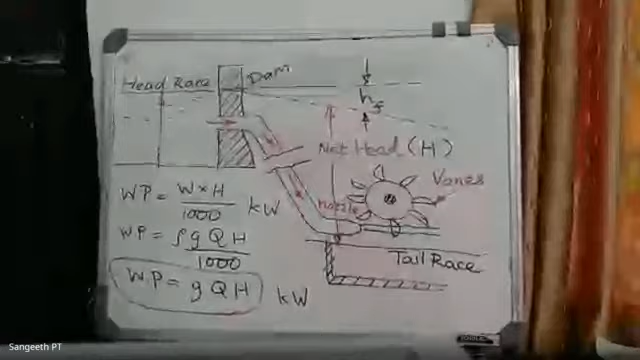 Head Race
Dam
hf
Net Head (H)
Vanes
nozzle
WP = W×H / 1000 kW
WP = ρ g Q H / 1000
Tail Race
WP = g Q H kW
Sangeeth PT